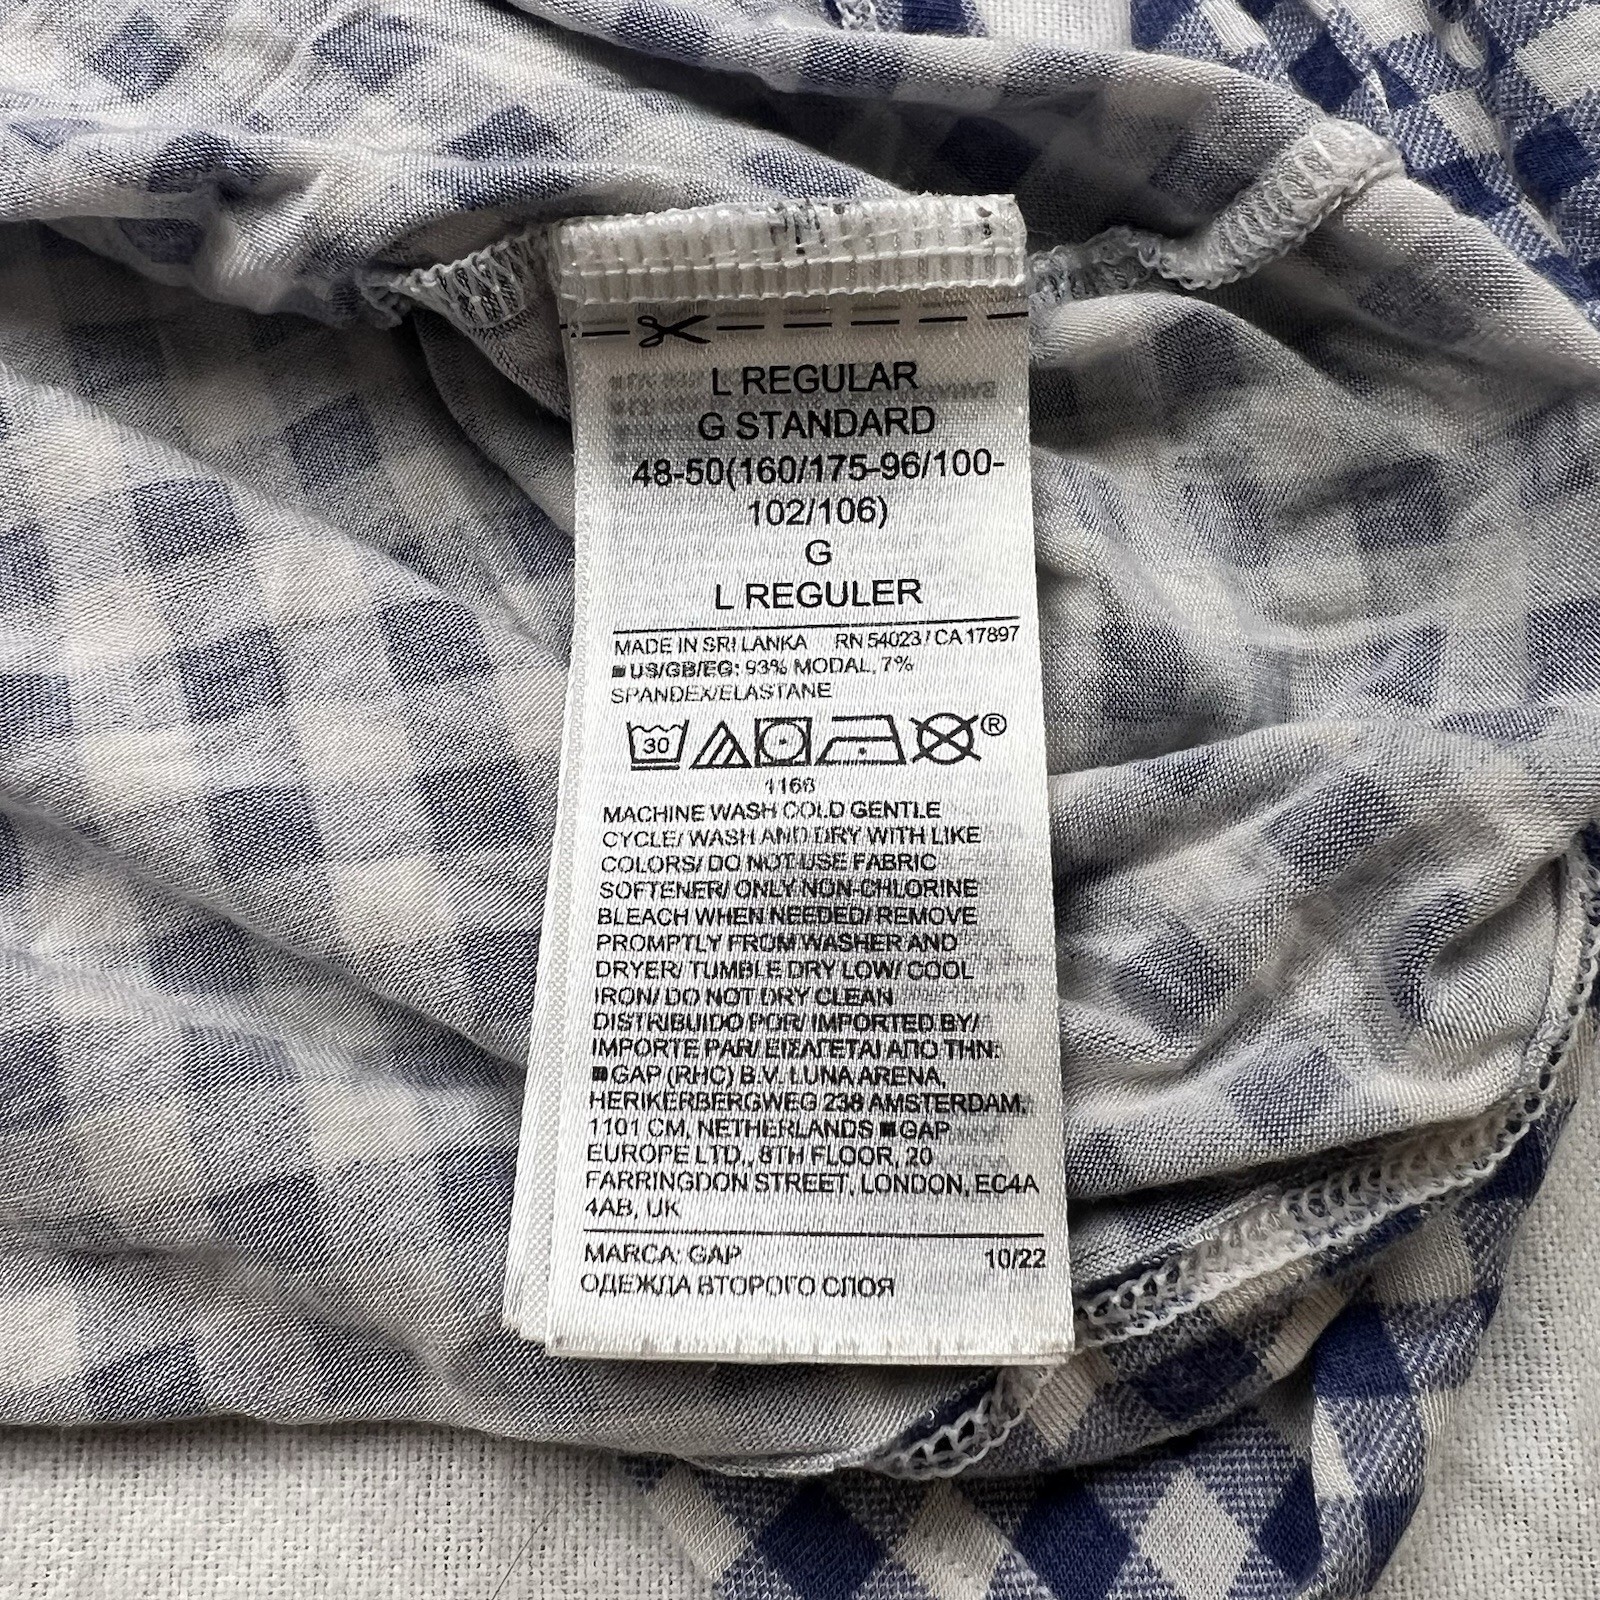 L REGULAR
G STANDARD
48-50(160/175-96/100-
102/106)
G
L REGULER
MADE IN SRI LANKA RN 54023 / CA 17897
■ US/GB/EG: 93% MODAL, 7%
SPANDEX/ELASTANE
30 ®
1168
MACHINE WASH COLD GENTLE
CYCLE/ WASH AND DRY WITH LIKE
COLORS/ DO NOT USE FABRIC
SOFTENER/ ONLY NON-CHLORINE
BLEACH WHEN NEEDED/ REMOVE
PROMPTLY FROM WASHER AND
DRYER/ TUMBLE DRY LOW/ COOL
IRON/ DO NOT DRY CLEAN
DISTRIBUIDO POR/ IMPORTED BY/
IMPORTE PAR/ ΕΙΣΑΓΕΤΑΙ ΑΠΟ ΤΗΝ:
■ GAP (RHC) B.V. LUNA ARENA,
HERIKERBERGWEG 238 AMSTERDAM,
1101 CM, NETHERLANDS ■ GAP
EUROPE LTD., 8TH FLOOR, 20
FARRINGDON STREET, LONDON, EC4A
4AB, UK
MARCA: GAP 10/22
ОДЕЖДА ВТОРОГО СЛОЯ